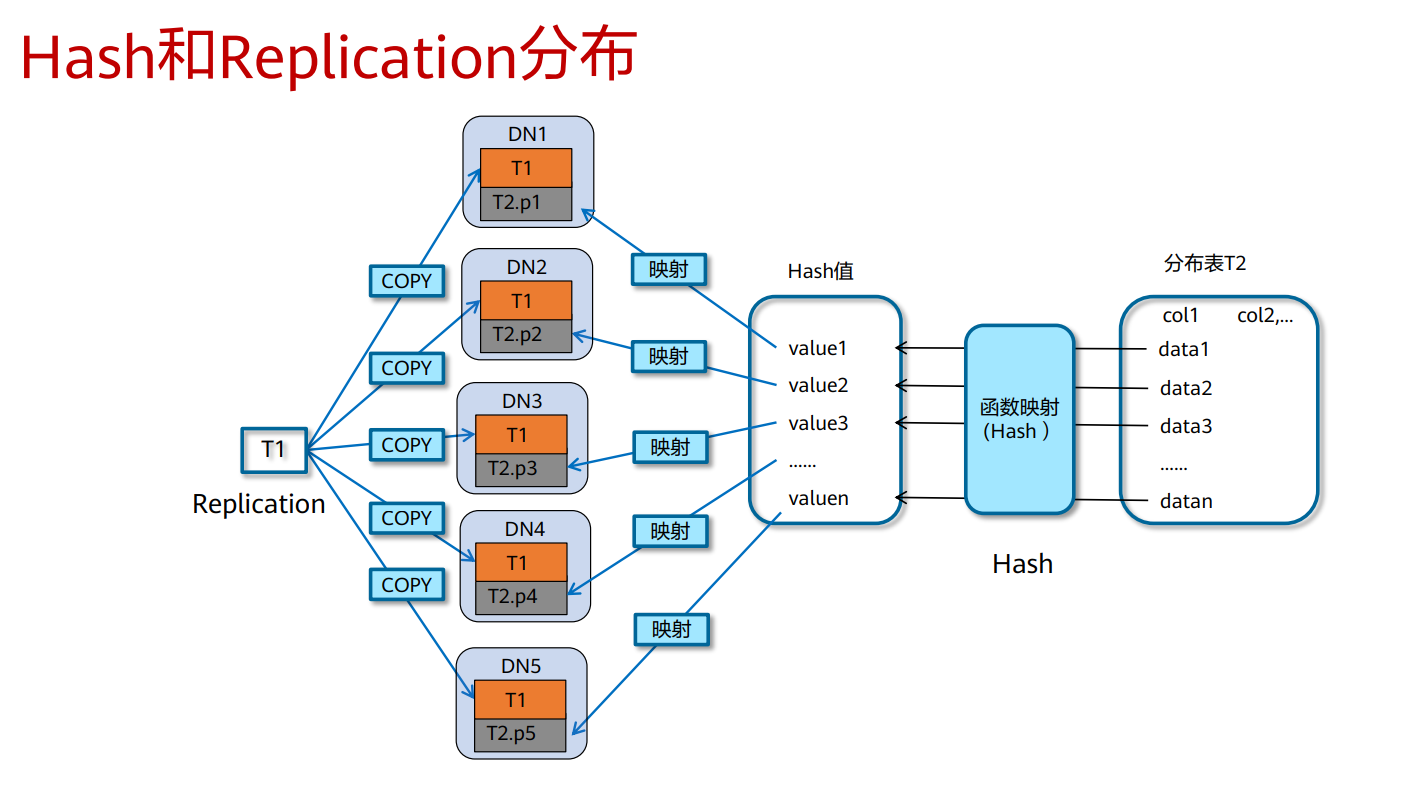 Hash和Replication分布
DN1
T1
T2.p1
DN2
T1
T2.p2
DN3
T1
T2.p3
DN4
T1
T2.p4
DN5
T1
T2.p5
COPY
COPY
COPY
COPY
COPY
T1
Replication
映射
映射
映射
映射
映射
Hash值
value1
value2
value3
......
valuen
函数映射
(Hash )
Hash
分布表T2
col1 col2,...
data1
data2
data3
......
datan